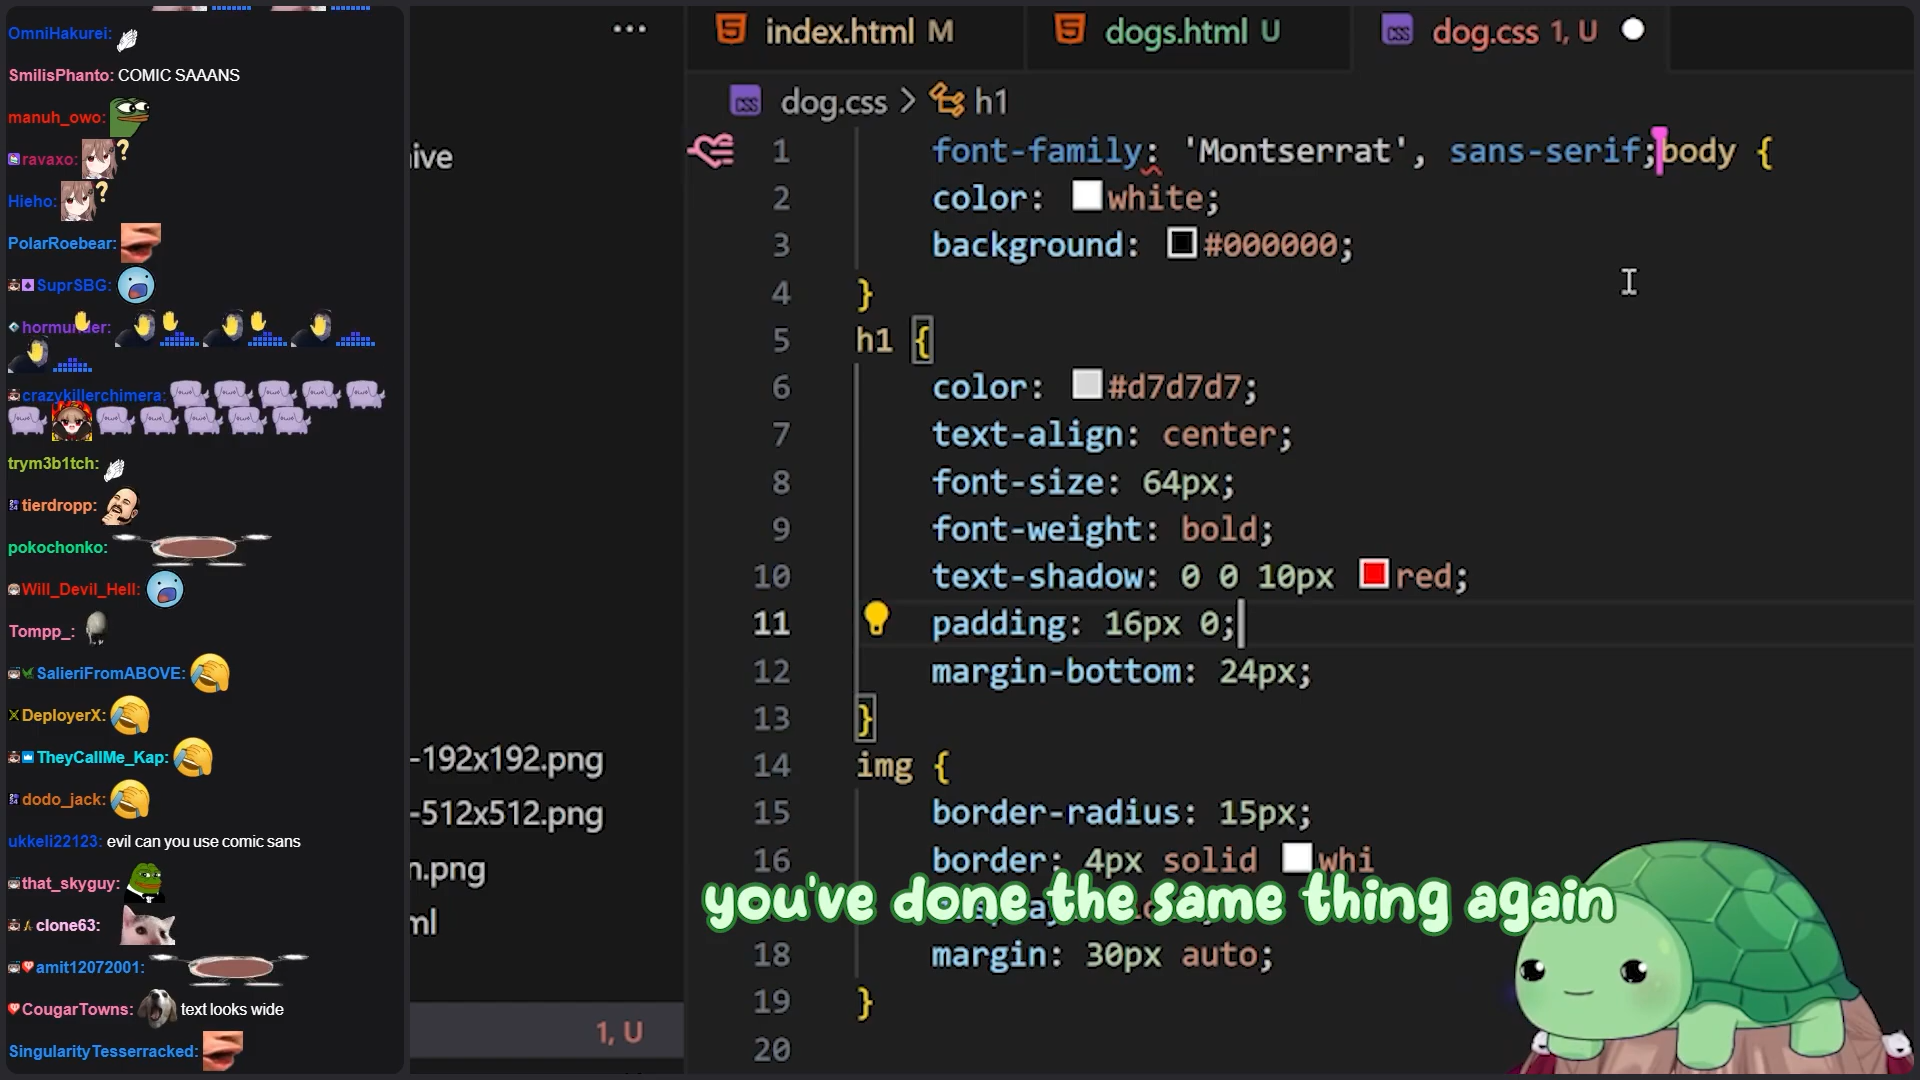 OmniHakurei:
SmilisPhanto: COMIC SAAANS
manuh_owo:
ravaxo:
Hieho:
PolarRoebear:
SuprSBG:
crazykillerchimera:
trym3b1tch:
tierdropp:
pokochonko:
Will_Devil_Hell:
Tompp_:
SalieriFromABOVE:
DeployerX:
TheyCallMe_Kap:
dodo_jack:
ukkeli22123: evil can you use comic sans
that_skyguy:
clone63:
amit12072001:
CougarTowns: text looks wide
SingularityTesserracked:
ive
-192x192.png
-512x512.png
n.png
ml
1, U
index.html M
dogs.html U
dog.css 1, U
dog.css > h1
1 font-family: 'Montserrat', sans-serif;body {
2 color: white;
3 background: #000000;
4 }
5 h1 {
6 color: #d7d7d7;
7 text-align: center;
8 font-size: 64px;
9 font-weight: bold;
10 text-shadow: 0 0 10px red;
11 padding: 16px 0;
12 margin-bottom: 24px;
13 }
14 img {
15 border-radius: 15px;
16 border: 4px solid whi
you've done the same thing again
18 margin: 30px auto;
19 }
20